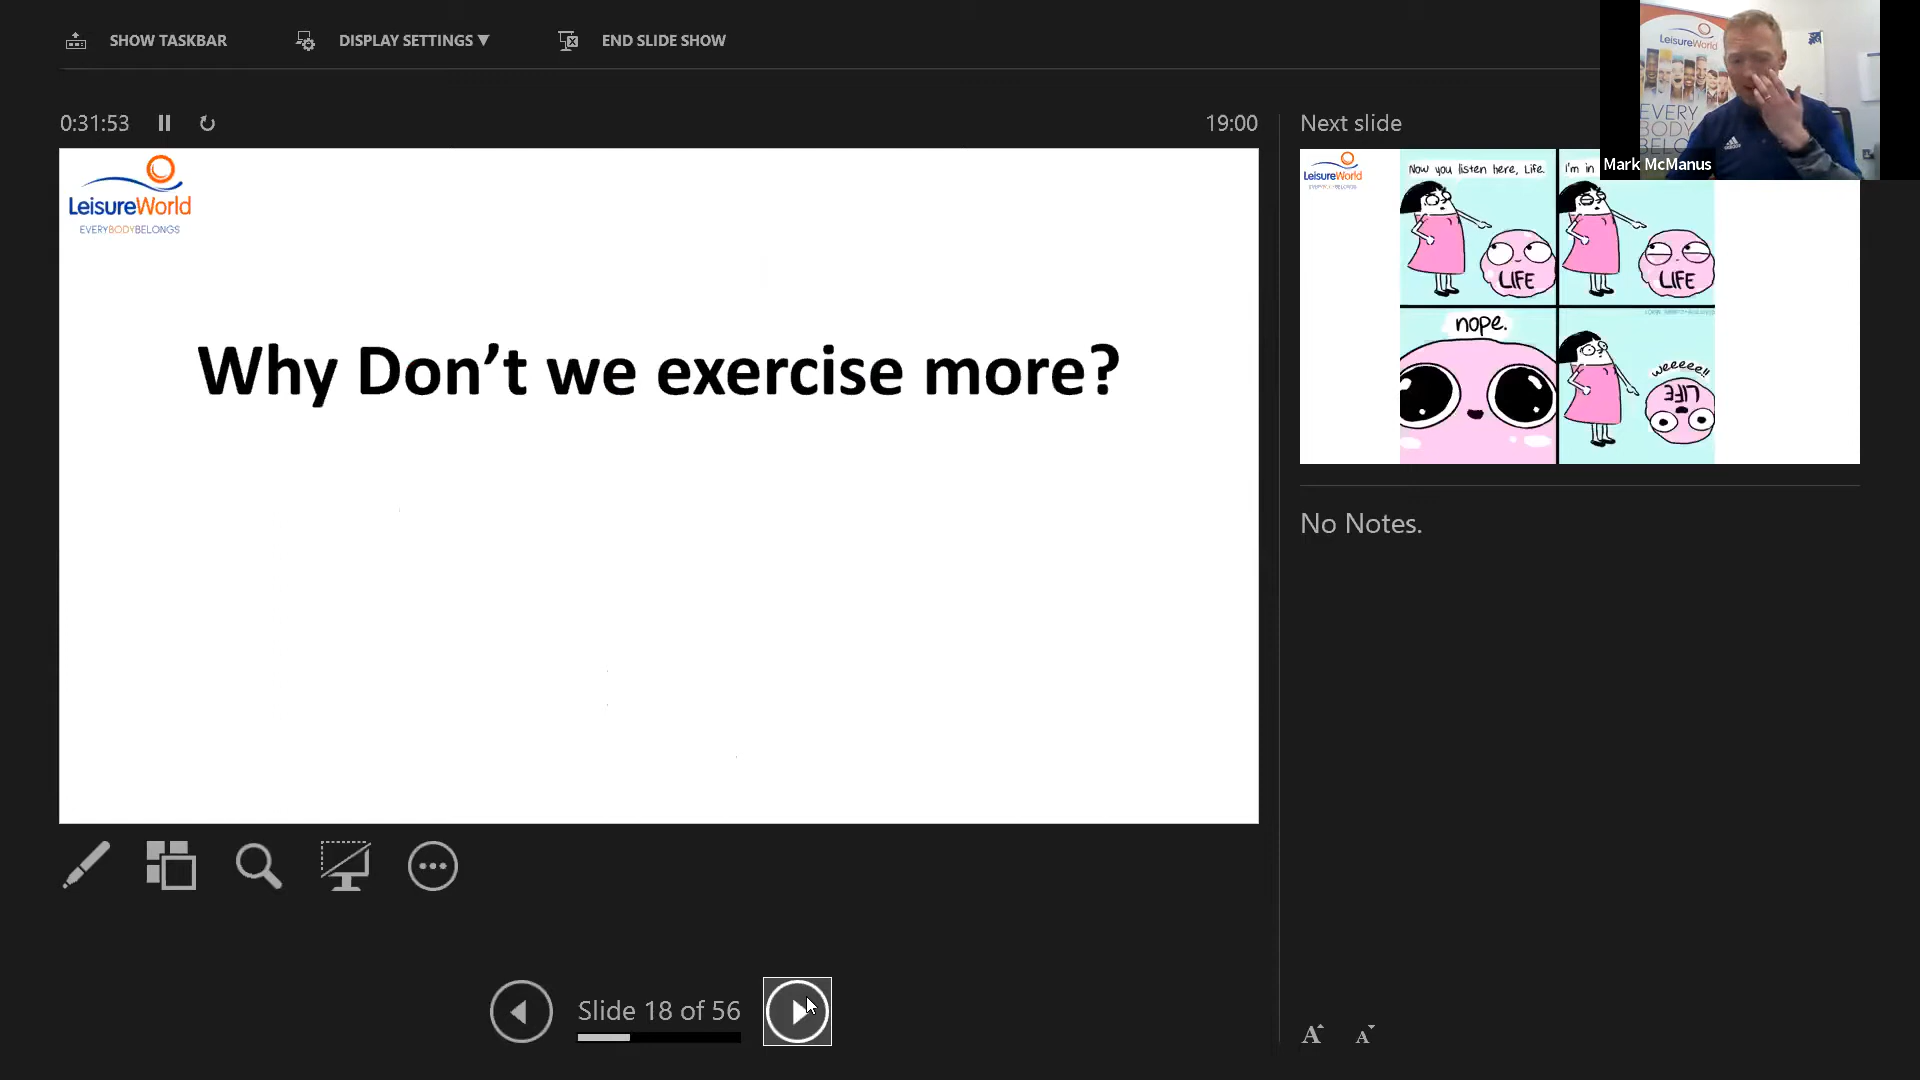 SHOW TASKBAR
DISPLAY SETTINGS ▼
END SLIDE SHOW
0:31:53
19:00
Next slide
LeisureWorld
EVERYBODYBELONGS
Why Don’t we exercise more?
LeisureWorld
EVERY
BODY
BELO
Mark McManus
LeisureWorld
Now you listen here, Life.
I'm in
LIFE
LIFE
nope.
weeeee!!
LIFE
No Notes.
Slide 18 of 56
A
A